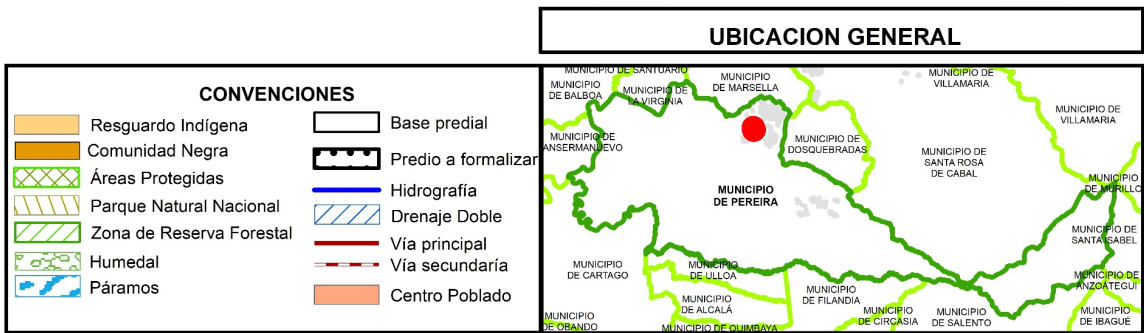 UBICACION GENERAL
CONVENCIONES
Resguardo Indígena
Comunidad Negra
Áreas Protegidas
Parque Natural Nacional
Zona de Reserva Forestal
Humedal
Páramos
Base predial
Predio a formalizar
Hidrografía
Drenaje Doble
Vía principal
Vía secundaría
Centro Poblado
MUNICIPIO DE SANTUARIO
MUNICIPIO
DE BALBOA
MUNICIPIO DE
LA VIRGINIA
MUNICIPIO
DE MARSELLA
MUNICIPIO DE
VILLAMARIA
MUNICIPIO DE
VILLAMARIA
MUNICIPIO DE
ANSERMANUEVO
MUNICIPIO DE
DOSQUEBRADAS
MUNICIPIO DE
SANTA ROSA
DE CABAL
MUNICIPIO
DE MURILLO
MUNICIPIO
DE PEREIRA
MUNICIPIO DE
SANTA ISABEL
MUNICIPIO
DE CARTAGO
MUNICIPIO
DE ULLOA
MUNICIPIO DE
ANZOÁTEGUI
MUNICIPIO
DE FILANDIA
MUNICIPIO
DE ALCALÁ
MUNICIPIO
DE CIRCASIA
MUNICIPIO
DE SALENTO
MUNICIPIO
DE IBAGUÉ
DE OBANDO
MUNICIPIO DE QUIMBAYA